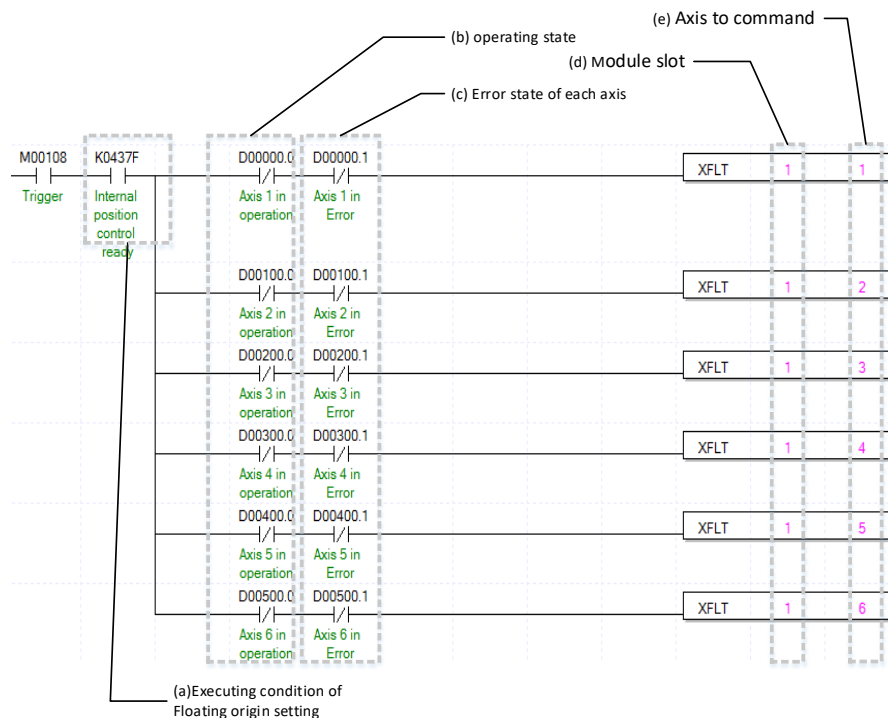 (e) Axis to command
(b) operating state
(d) Module slot
(c) Error state of each axis
M00108 K0437F D00000.0 D00000.1
XFLT 1 1
Trigger Internal Axis 1 in Axis 1 in
position operation Error
control
ready
D00100.0 D00100.1
XFLT 1 2
Axis 2 in Axis 2 in
operation Error
D00200.0 D00200.1
XFLT 1 3
Axis 3 in Axis 3 in
operation Error
D00300.0 D00300.1
XFLT 1 4
Axis 4 in Axis 4 in
operation Error
D00400.0 D00400.1
XFLT 1 5
Axis 5 in Axis 5 in
operation Error
D00500.0 D00500.1
XFLT 1 6
Axis 6 in Axis 6 in
operation Error
(a)Executing condition of
Floating origin setting